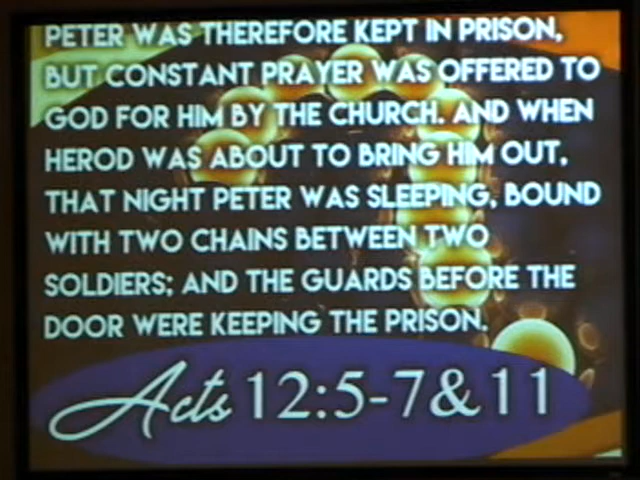 PETER WAS THEREFORE KEPT IN PRISON,
BUT CONSTANT PRAYER WAS OFFERED TO
GOD FOR HIM BY THE CHURCH. AND WHEN
HEROD WAS ABOUT TO BRING HIM OUT,
THAT NIGHT PETER WAS SLEEPING, BOUND
WITH TWO CHAINS BETWEEN TWO
SOLDIERS; AND THE GUARDS BEFORE THE
DOOR WERE KEEPING THE PRISON.
Acts 12:5-7&11